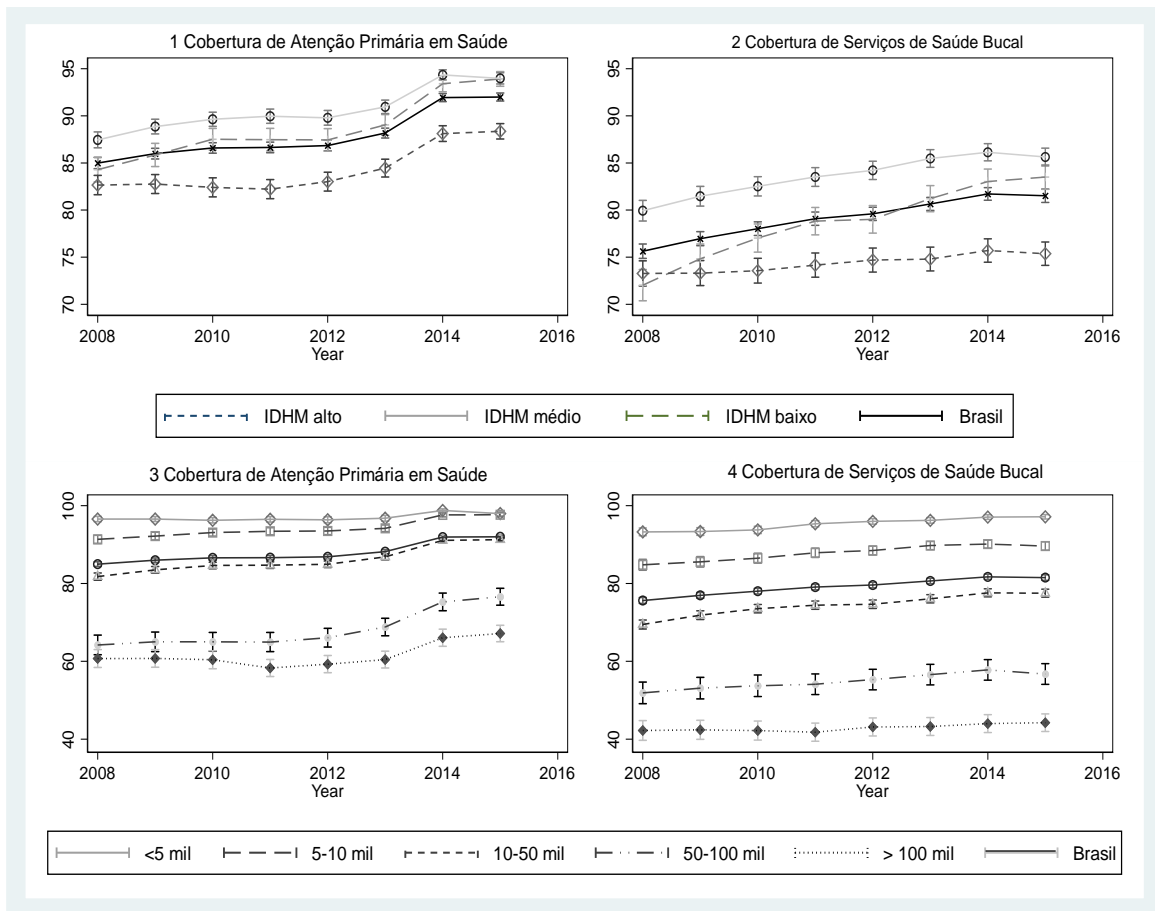 1 Cobertura de Atenção Primária em Saúde
95
90
85
80
75
70
2008
2010
2012
2014
2016
Year
2 Cobertura de Serviços de Saúde Bucal
95
90
85
80
75
70
2008
2010
2012
2014
2016
Year
IDHM alto
IDHM médio
IDHM baixo
Brasil
3 Cobertura de Atenção Primária em Saúde
100
80
60
40
2008
2010
2012
2014
2016
Year
4 Cobertura de Serviços de Saúde Bucal
100
80
60
40
2008
2010
2012
2014
2016
Year
<5 mil
5-10 mil
10-50 mil
50-100 mil
> 100 mil
Brasil